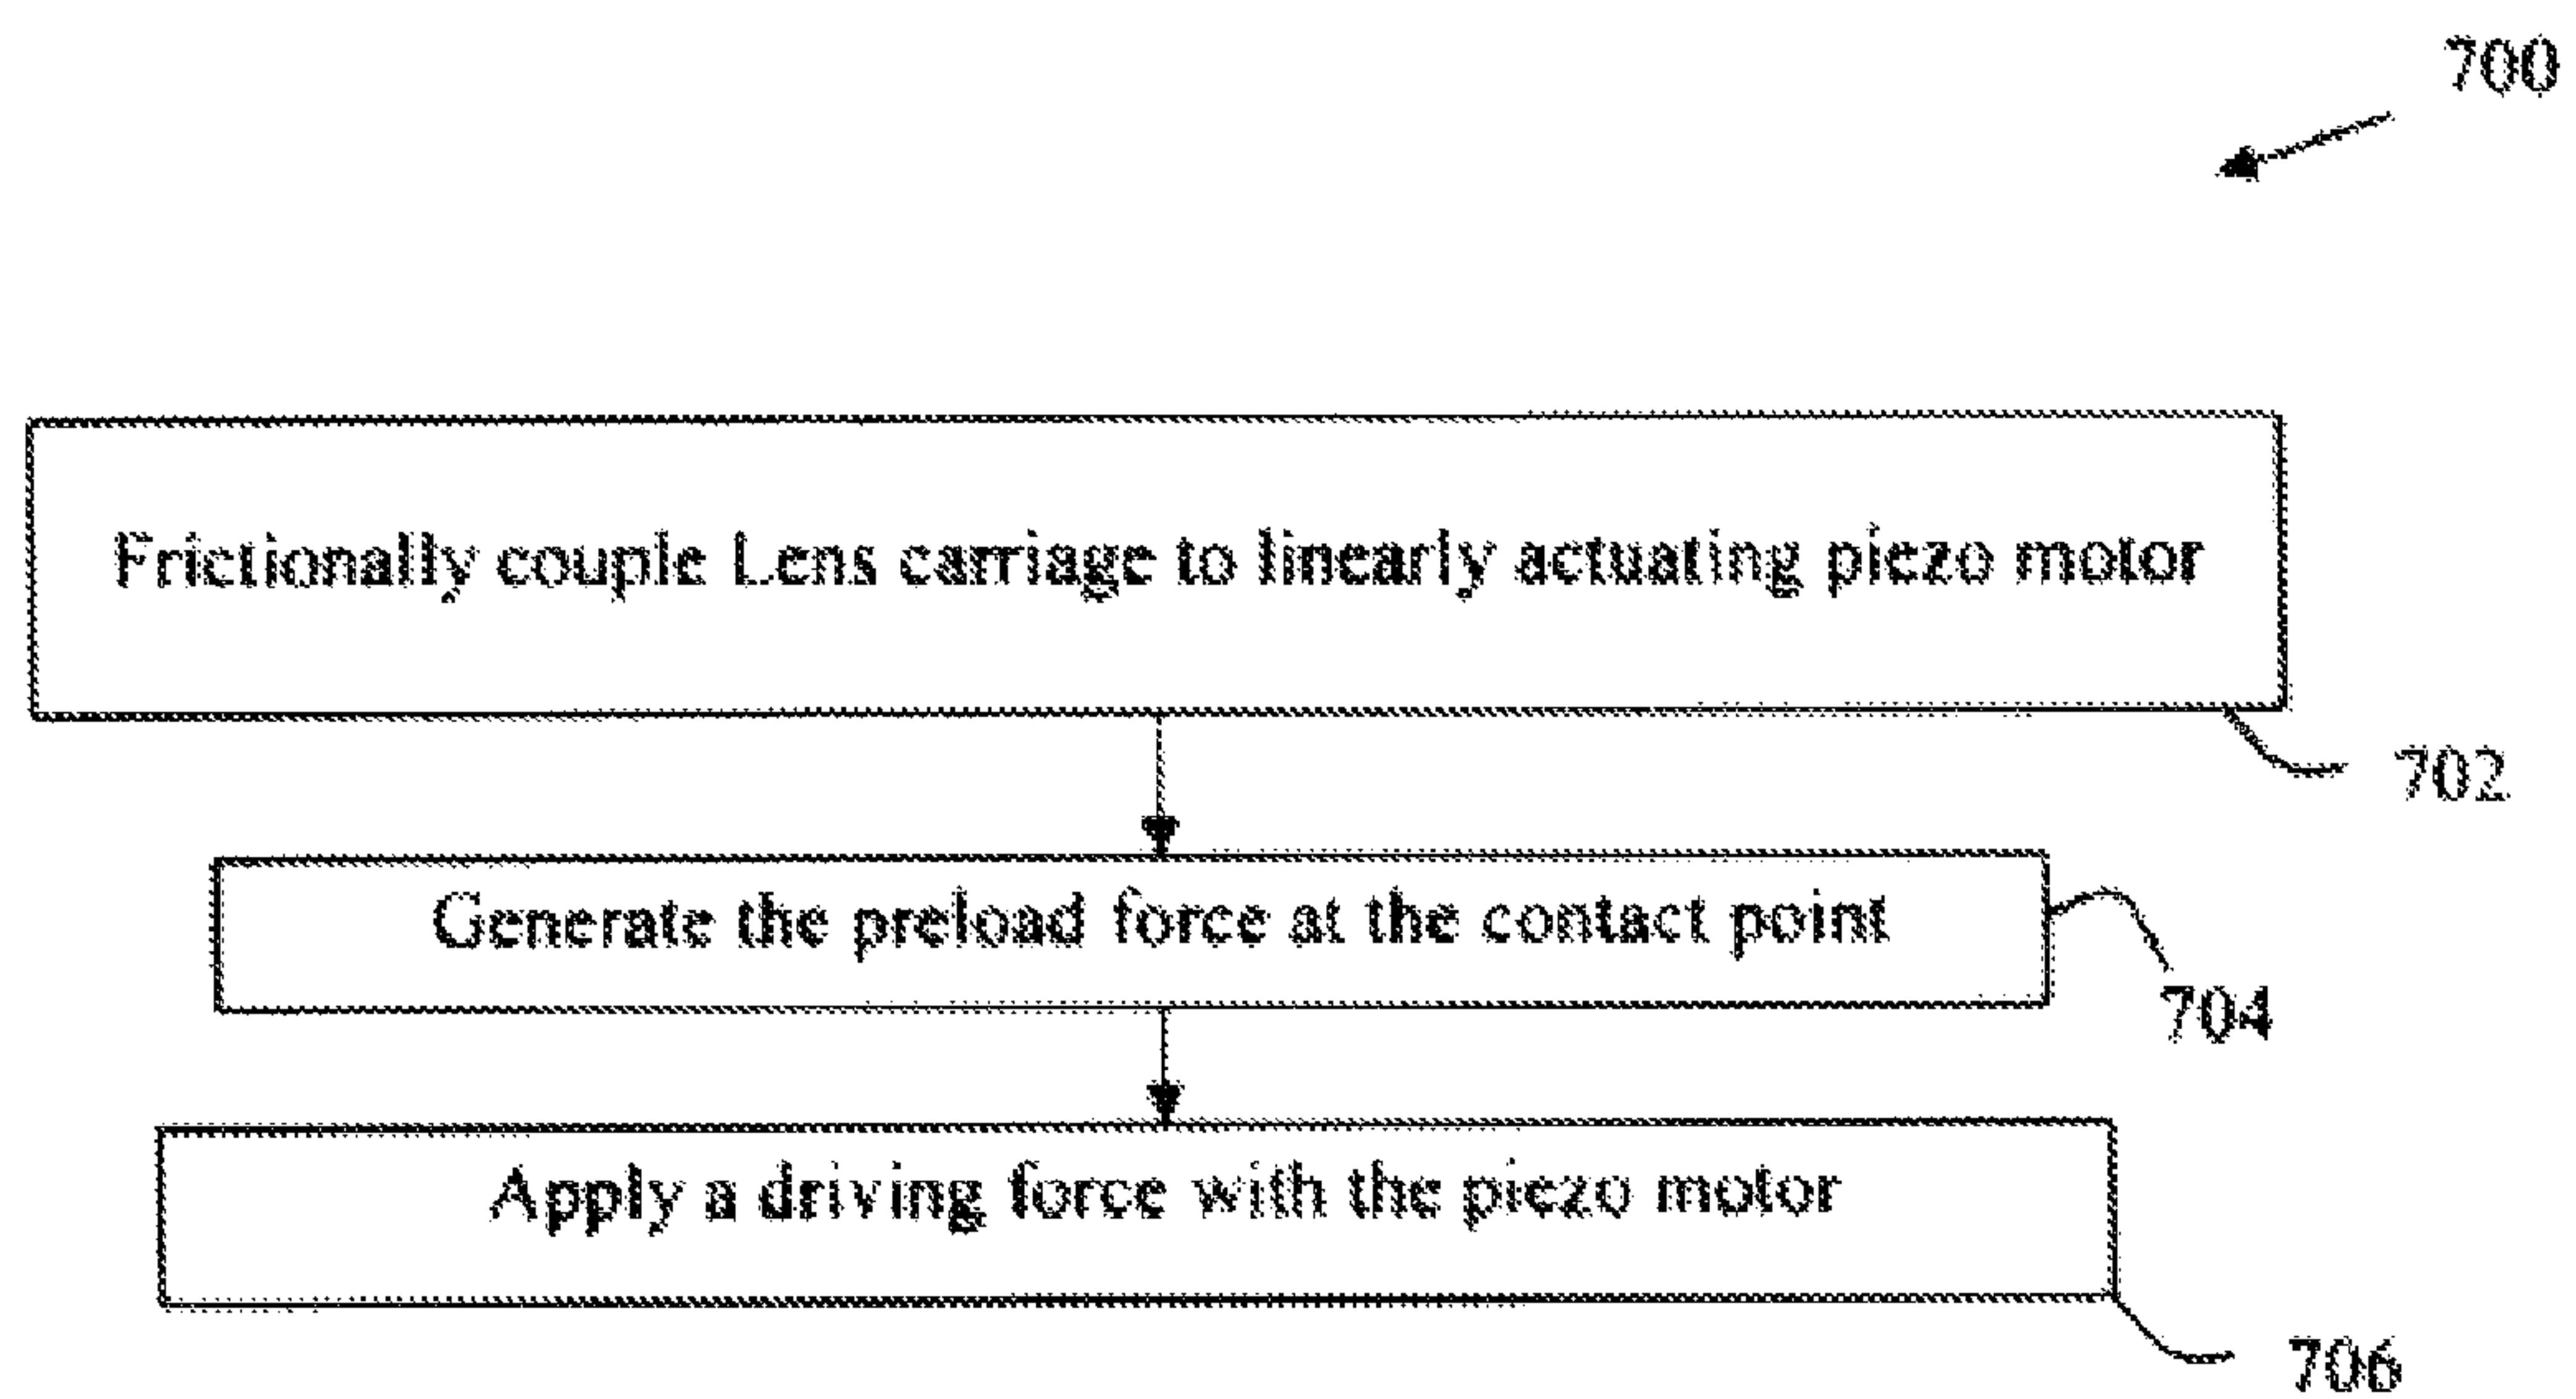 700
Frictionally couple Lens carriage to linearly actuating piezo motor
702
Generate the preload force at the contact point
704
Apply a driving force with the piezo motor
706